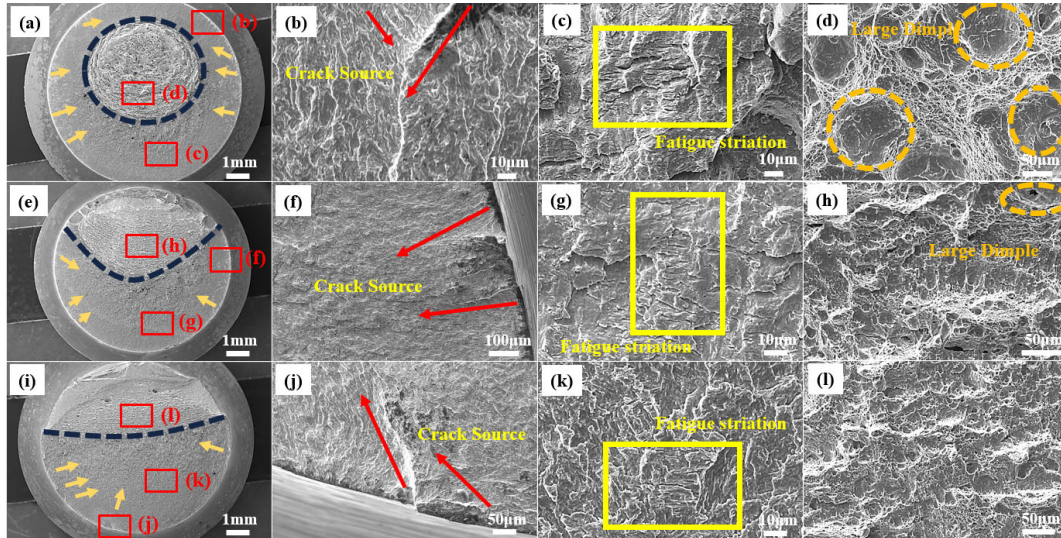 (a)
(b)
(d)
(c)
1mm
(b)
Crack Source
10μm
(c)
Fatigue striation
10μm
(d)
Large Dimple
50μm
(e)
(h)
(f)
(g)
1mm
(f)
Crack Source
100μm
(g)
Fatigue striation
10μm
(h)
Large Dimple
50μm
(i)
(l)
(k)
(j)
1mm
(j)
Crack Source
50μm
(k)
Fatigue striation
10μm
(l)
50μm